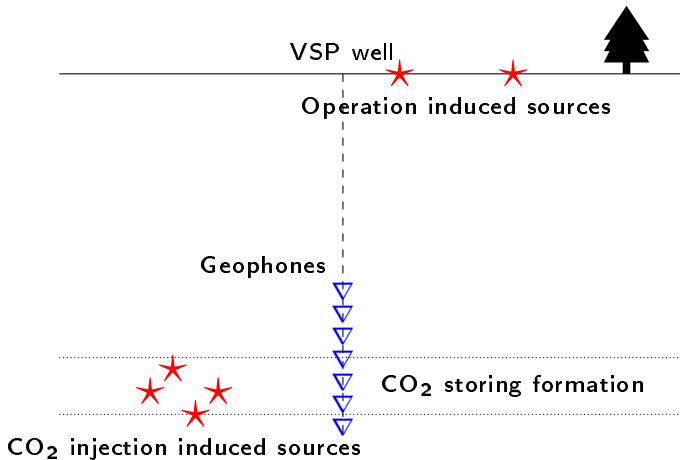 VSP well
Operation induced sources
Geophones
CO₂ storing formation
CO₂ injection induced sources